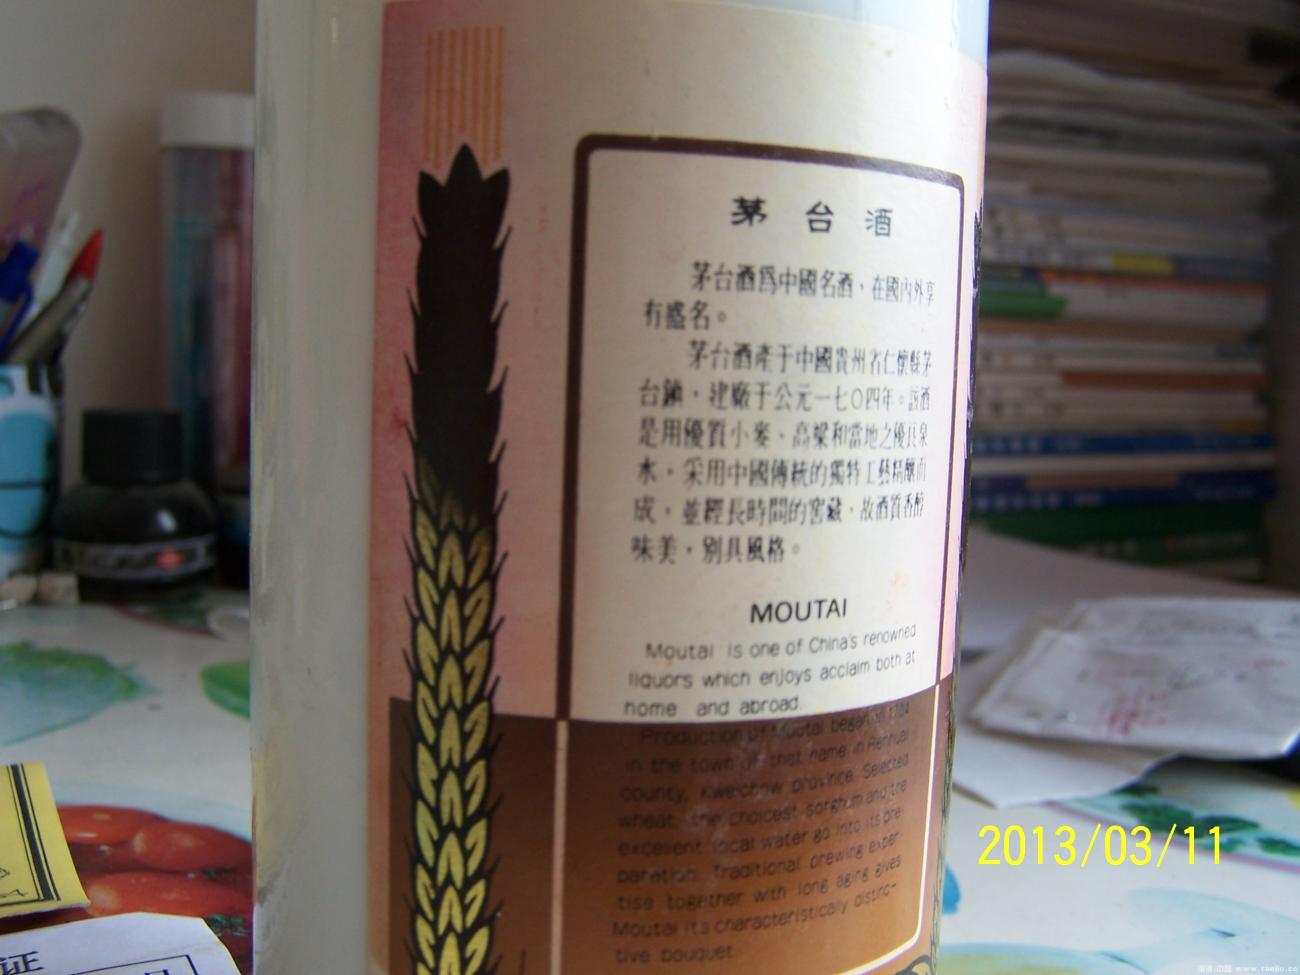 茅台酒
茅台酒爲中國名酒，在國內外享
有盛名。
茅台酒產于中國貴州省仁懷縣茅
台鎮，建廠于公元一七〇四年。該酒
是用優質小麥、高粱和當地之優良泉
水，采用中國傳統的獨特工藝精釀而
成，並經長時間的窖藏，故酒質香醇
味美，別具風格。
MOUTAI
Moutai is one of China's renowned
liquors which enjoys acclaim both at
home and abroad.
Production of Moutai began in 1704
in the town of that name in Renhuai
county, Kweichow province. Selected
wheat, the choicest sorghum and the
excellent local water go into its pre-
paration. Traditional brewing exper-
tise together with long aging gives
Moutai its characteristically distinc-
tive bouquet
证
2013/03/11